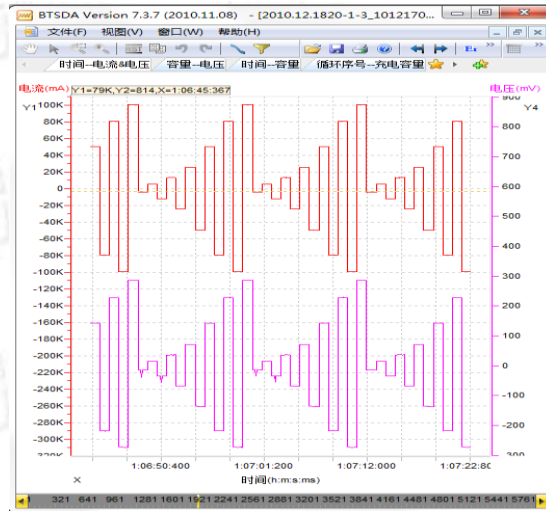 BTSDA Version 7.3.7 (2010.11.08) - [2010.12.1820-1-3_1012170...
文件(F) 视图(V) 窗口(W) 帮助(H)
Ex
时间--电流&电压 容量--电压 时间--容量 循环序号--充电容量
电流(mA) Y1=79K,Y2=814,X=1:06:45:367 电压(mV)
Y1 Y4
100K 900
80K 800
60K 700
40K
20K
0 600
-20K 500
-40K
-60K 400
-80K
-100K 300
-120K
-140K 200
-160K 100
-180K
-200K 0
-220K
-240K -100
-260K
-280K -200
-300K
-320K -300
1:06:50:400 1:07:01:200 1:07:12:000 1:07:22:80
X 时间(h:m:s:ms)
1 321 641 961 1281 1601 1921 2241 2561 2881 3201 3521 3841 4161 4481 4801 5121 5441 5761